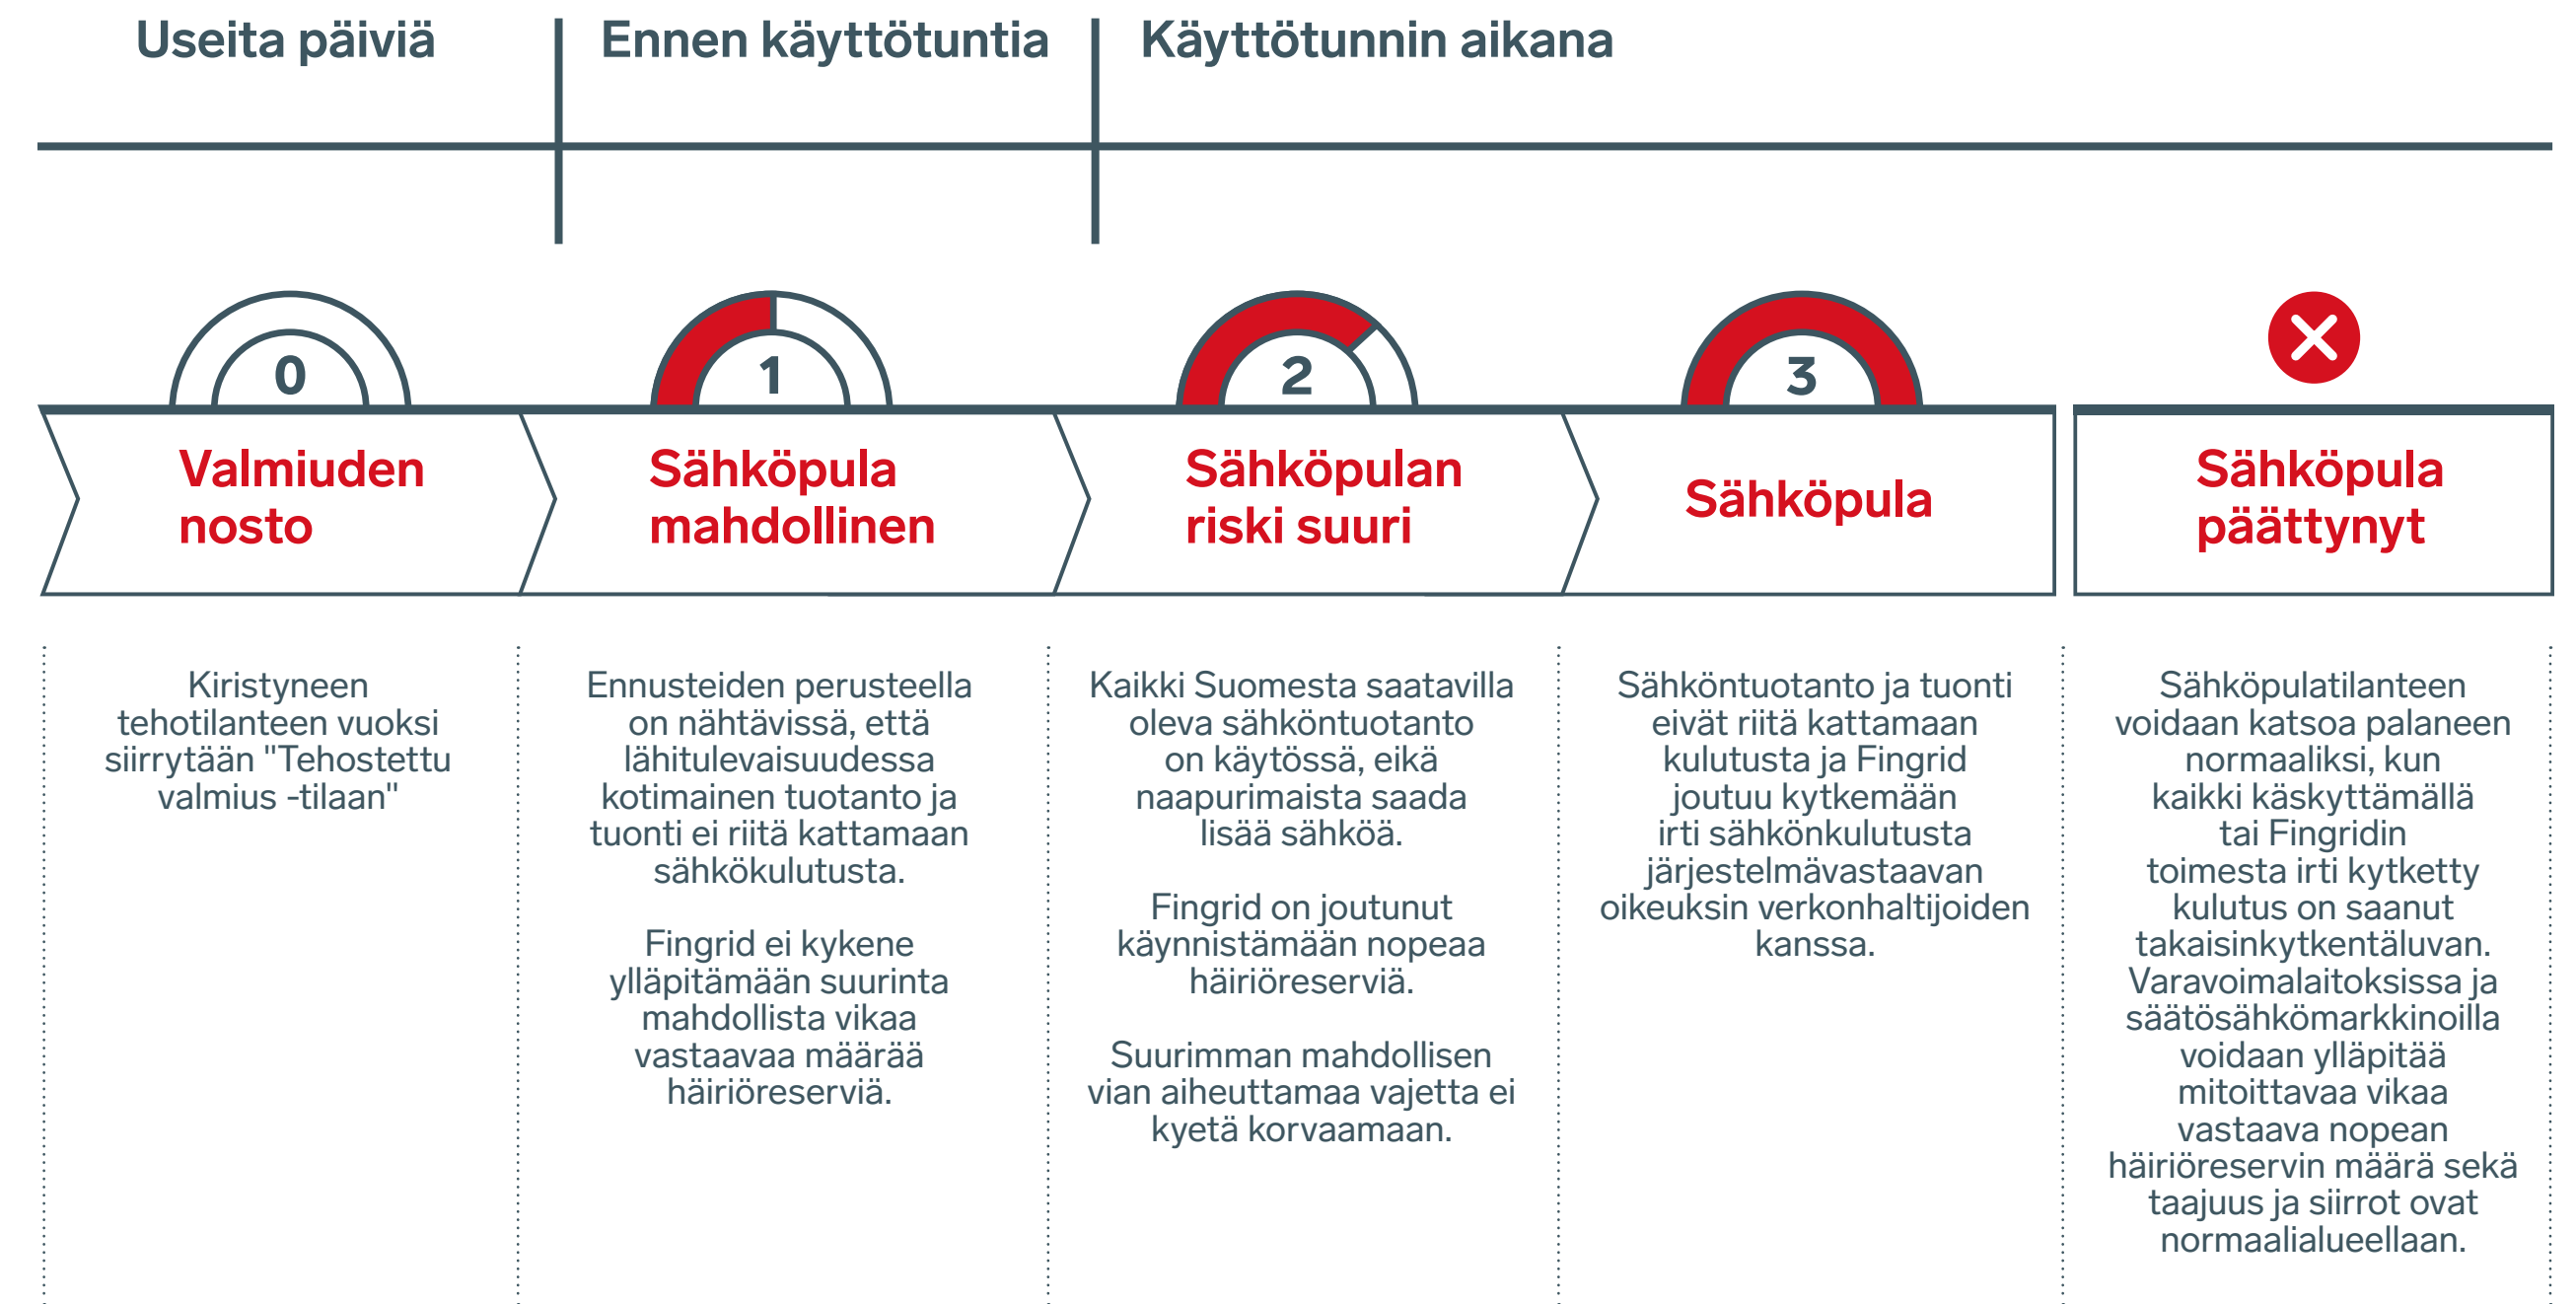 Useita päiviä
Ennen käyttötuntia
Käyttötunnin aikana
0
Valmiuden
nosto
Kiristyneen
tehotilanteen vuoksi
siirrytään "Tehostettu
valmius -tilaan"
1
Sähköpula
mahdollinen
Ennusteiden perusteella
on nähtävissä, että
lähitulevaisuudessa
kotimainen tuotanto ja
tuonti ei riitä kattamaan
sähkökulutusta.
Fingrid ei kykene
ylläpitämään suurinta
mahdollista vikaa
vastaavaa määrää
häiriöreserviä.
2
Sähköpulan
riski suuri
Kaikki Suomesta saatavilla
oleva sähköntuotanto
on käytössä, eikä
naapurimaista saada
lisää sähköä.
Fingrid on joutunut
käynnistämään nopeaa
häiriöreserviä.
Suurimman mahdollisen
vian aiheuttamaa vajetta ei
kyetä korvaamaan.
3
Sähköpula
Sähköntuotanto ja tuonti
eivät riitä kattamaan
kulutusta ja Fingrid
joutuu kytkemään
irti sähkönkulutusta
järjestelmävastaavan
oikeuksin verkonhaltijoiden
kanssa.
Sähköpula
päättynyt
Sähköpulatilanteen
voidaan katsoa palaneen
normaaliksi, kun
kaikki käskyttämällä
tai Fingridin
toimesta irti kytketty
kulutus on saanut
takaisinkytkentäluvan.
Varavoimalaitoksissa ja
säätösähkömarkkinoilla
voidaan ylläpitää
mitoittavaa vikaa
vastaava nopean
häiriöreservin määrä sekä
taajuus ja siirrot ovat
normaalialueellaan.